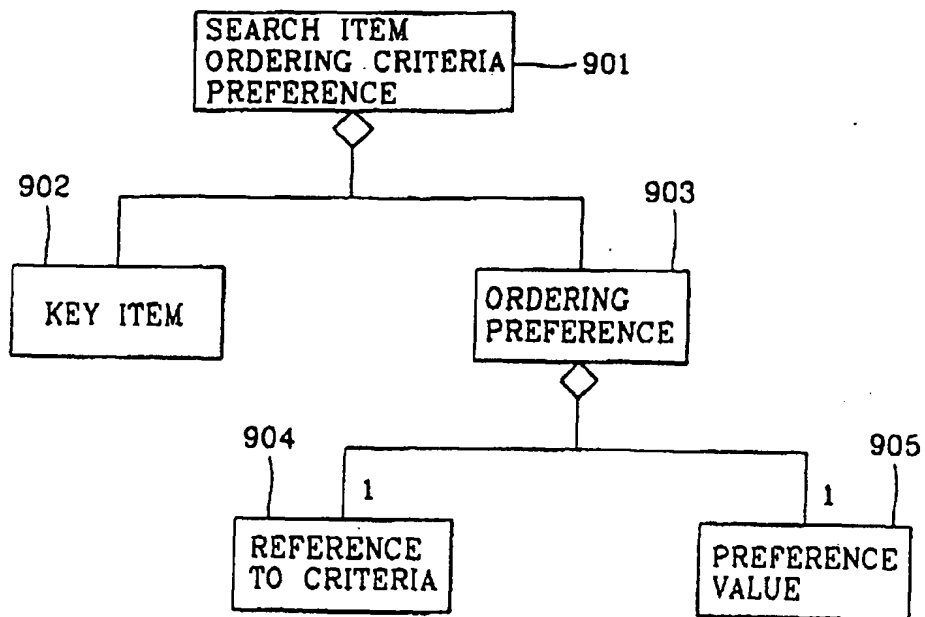 SEARCH ITEM
ORDERING CRITERIA
PREFERENCE
901
902
903
KEY ITEM
ORDERING
PREFERENCE
904
905
1
1
REFERENCE
TO CRITERIA
PREFERENCE
VALUE